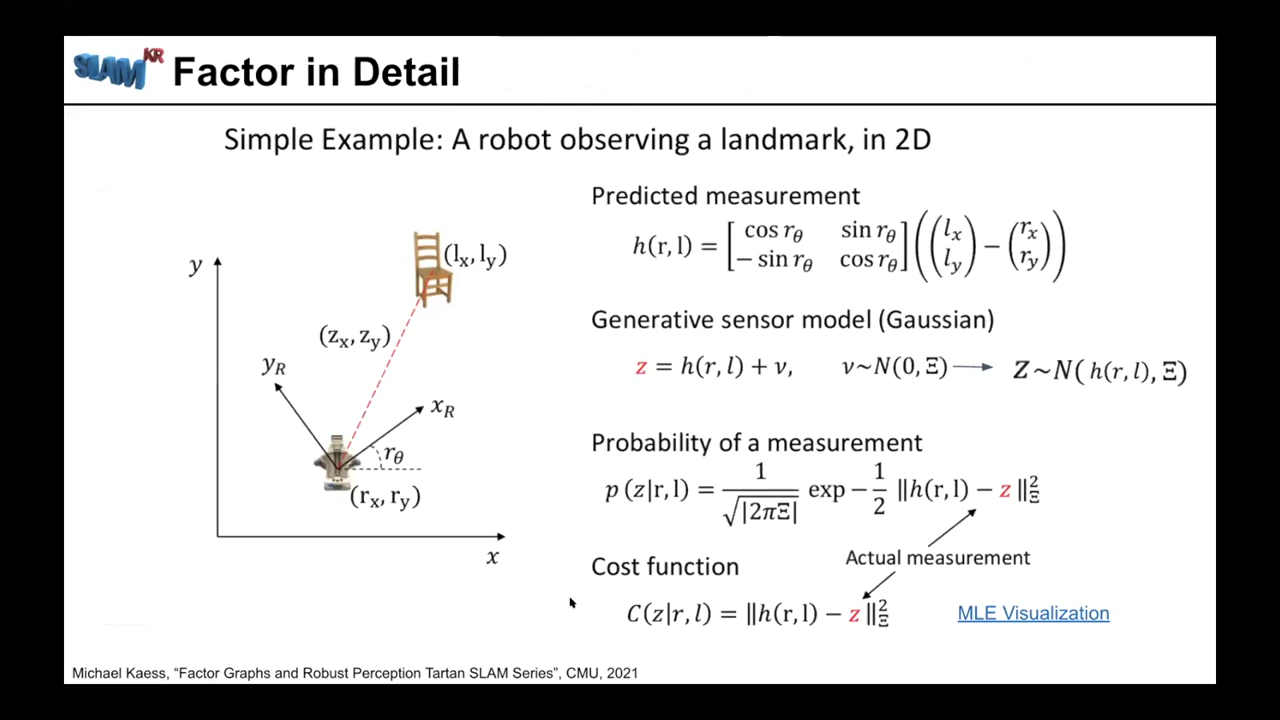 SLAM KR
Factor in Detail
Simple Example: A robot observing a landmark, in 2D
y
(l_x, l_y)
(z_x, z_y)
y_R
x_R
r_θ
(r_x, r_y)
x
Predicted measurement
h(r, l) = [cos r_θ sin r_θ
− sin r_θ cos r_θ] ((l_x
l_y) − (r_x
r_y))
Generative sensor model (Gaussian)
z = h(r, l) + ν, ν~N(0, Ξ) → Z~N( h(r, l), Ξ)
Probability of a measurement
p (z|r, l) = 1/√|2πΞ| exp − 1/2 ‖h(r, l) − z ‖²_Ξ
Actual measurement
Cost function
C(z|r, l) = ‖h(r, l) − z ‖²_Ξ
MLE Visualization
Michael Kaess, “Factor Graphs and Robust Perception Tartan SLAM Series”, CMU, 2021